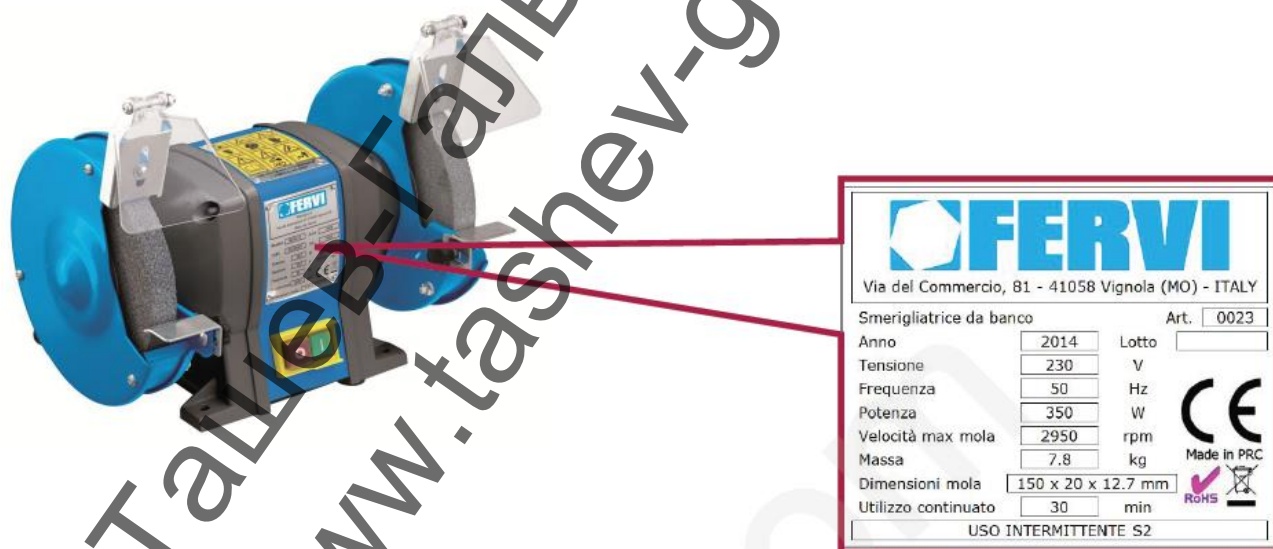 Ташев-Галв
www.tashev-g
FERVI
FERVI
Via del Commercio, 81 - 41058 Vignola (MO) - ITALY
Smerigliatrice da banco Art. 0023
Anno 2014 Lotto
Tensione 230 V
Frequenza 50 Hz
Potenza 350 W
Velocità max mola 2950 rpm
Massa 7.8 kg
Made in PRC
Dimensioni mola 150 x 20 x 12.7 mm
RoHS
Utilizzo continuato 30 min
USO INTERMITTENTE S2
CE